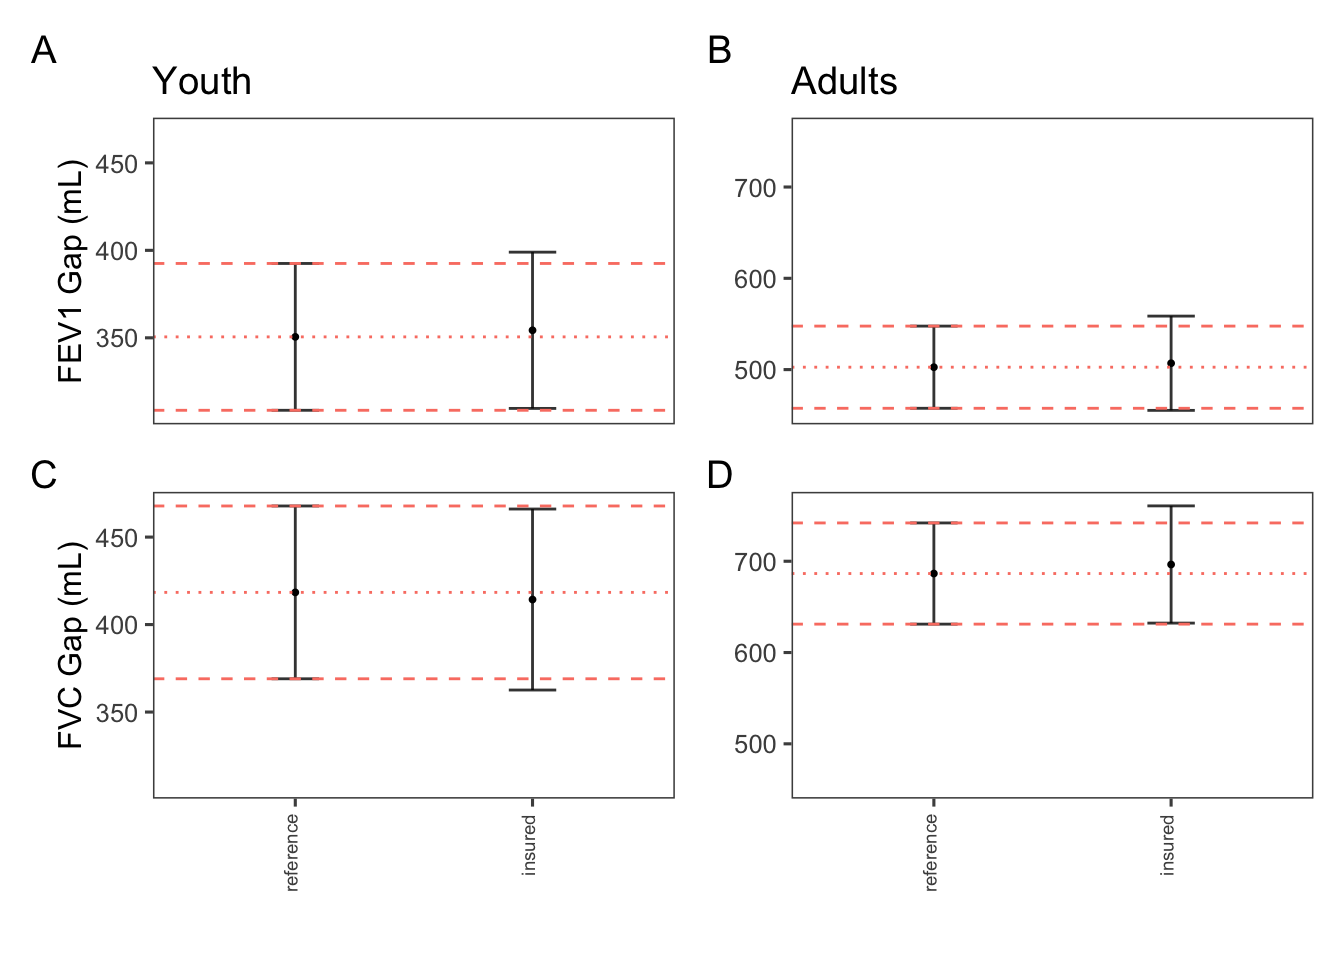 A
Youth
FEV1 Gap (mL)
450
400
350
B
Adults
700
600
500
C
FVC Gap (mL)
450
400
350
reference
insured
D
700
600
500
reference
insured